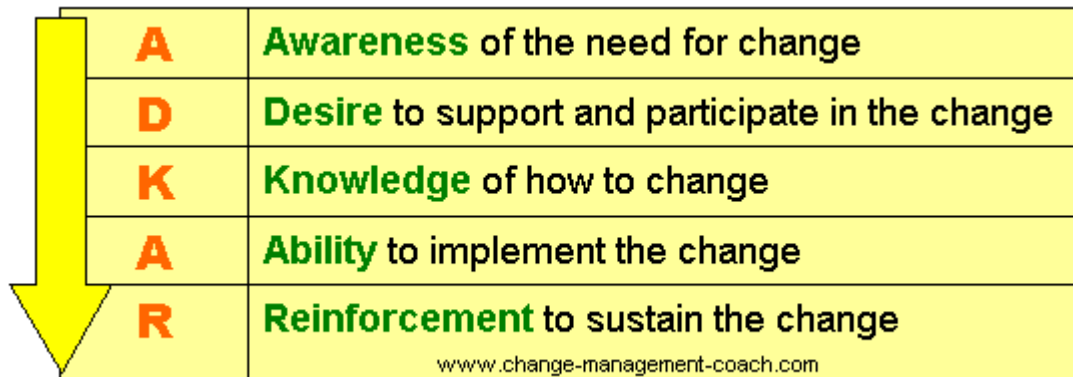 A Awareness of the need for change
D Desire to support and participate in the change
K Knowledge of how to change
A Ability to implement the change
R Reinforcement to sustain the change
www.change-management-coach.com